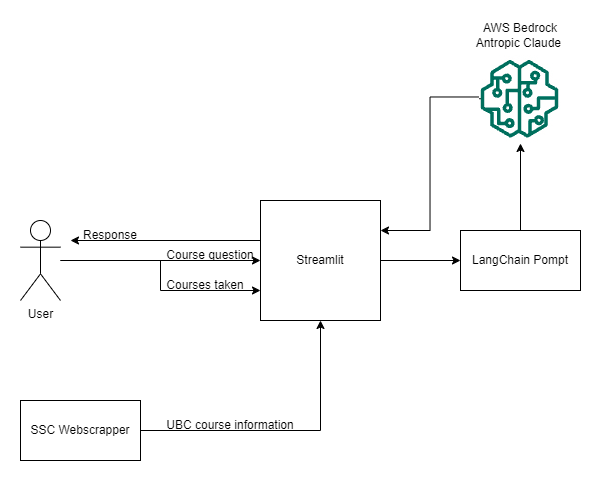 AWS Bedrock
Antropic Claude
Response
Course question
Streamlit
LangChain Pompt
Courses taken
User
SSC Webscrapper
UBC course information